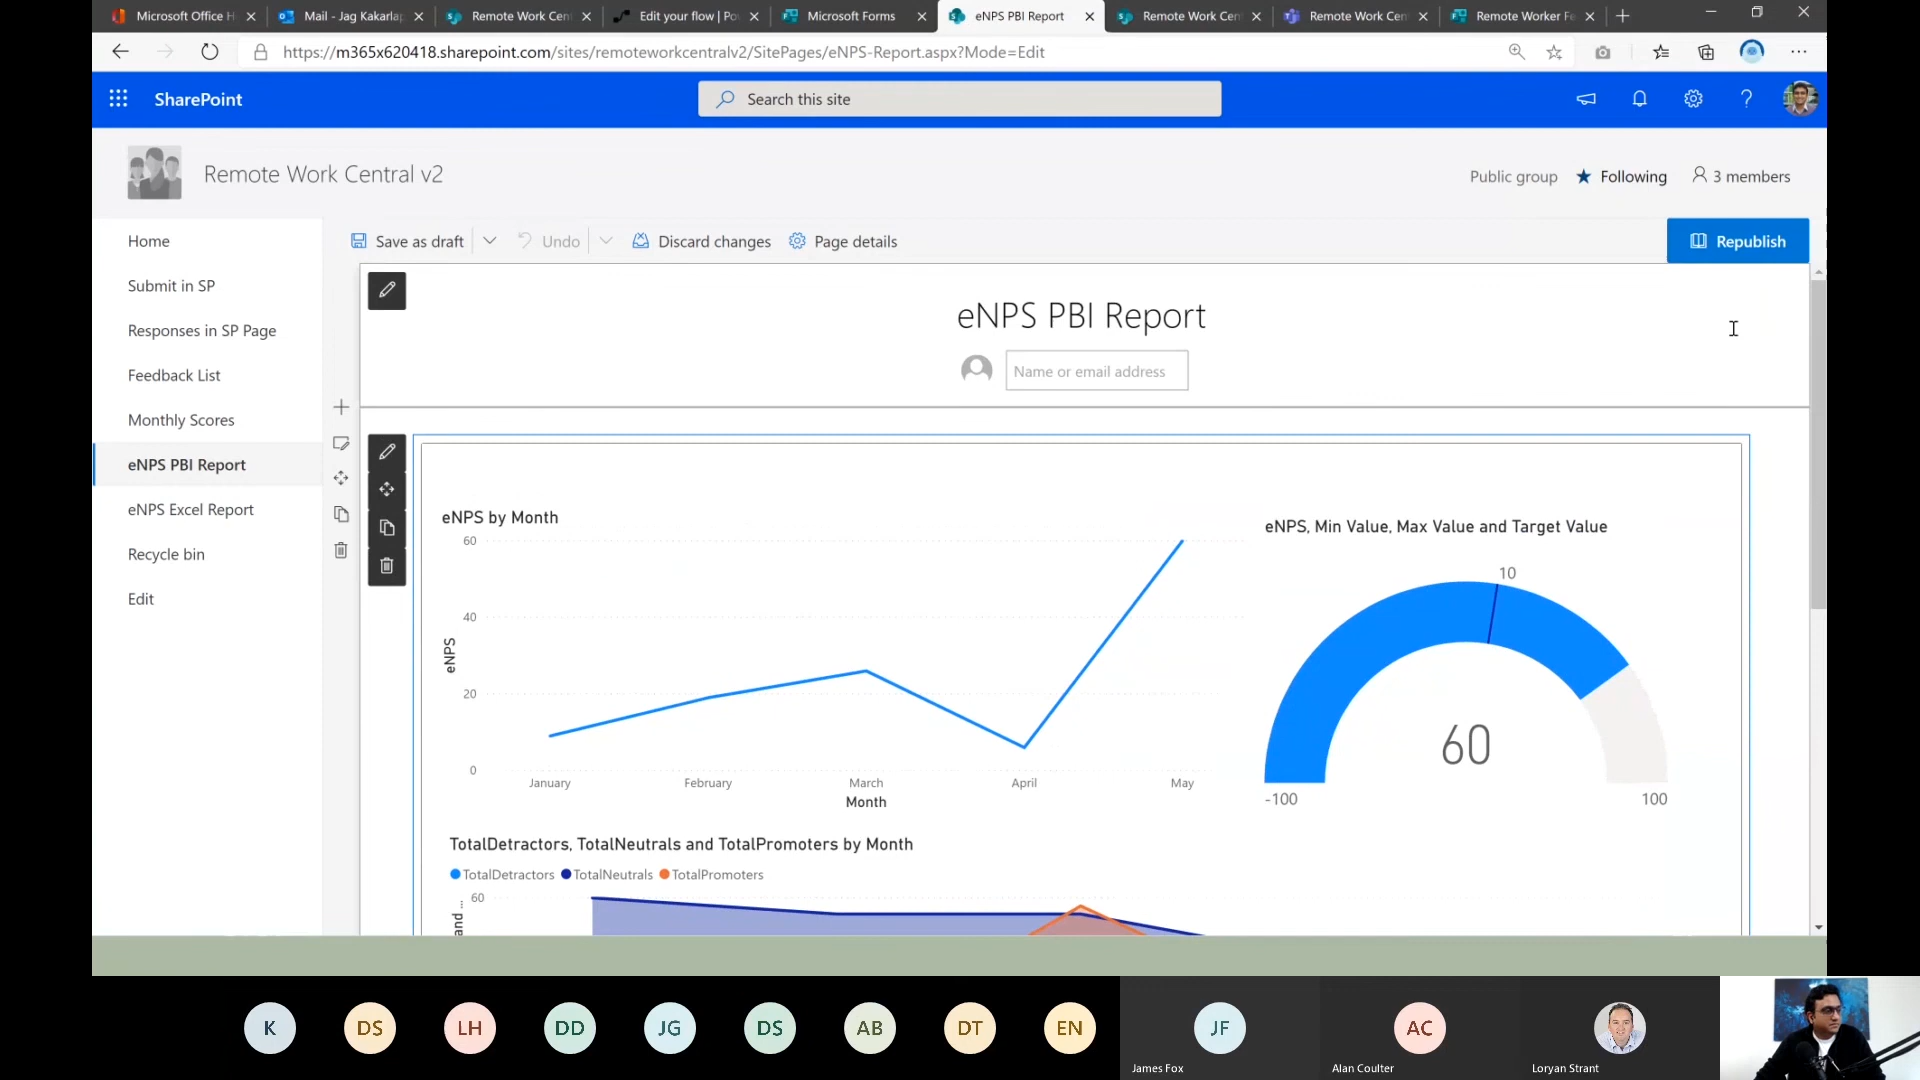 Microsoft Office H
Mail - Jag Kakarla
Remote Work Cen
Edit your flow | Po
Microsoft Forms
eNPS PBI Report
Remote Work Cen
Remote Work Cen
Remote Worker Fe
https://m365x620418.sharepoint.com/sites/remoteworkcentralv2/SitePages/eNPS-Report.aspx?Mode=Edit
SharePoint
Search this site
Remote Work Central v2
Public group
Following
3 members
Home
Submit in SP
Responses in SP Page
Feedback List
Monthly Scores
eNPS PBI Report
eNPS Excel Report
Recycle bin
Edit
Save as draft
Undo
Discard changes
Page details
Republish
eNPS PBI Report
Name or email address
eNPS by Month
60
40
20
0
eNPS
January
February
March
April
May
Month
eNPS, Min Value, Max Value and Target Value
10
60
-100
100
TotalDetractors, TotalNeutrals and TotalPromoters by Month
TotalDetractors
TotalNeutrals
TotalPromoters
60
and ...
K
DS
LH
DD
JG
DS
AB
DT
EN
JF
James Fox
AC
Alan Coulter
Loryan Strant